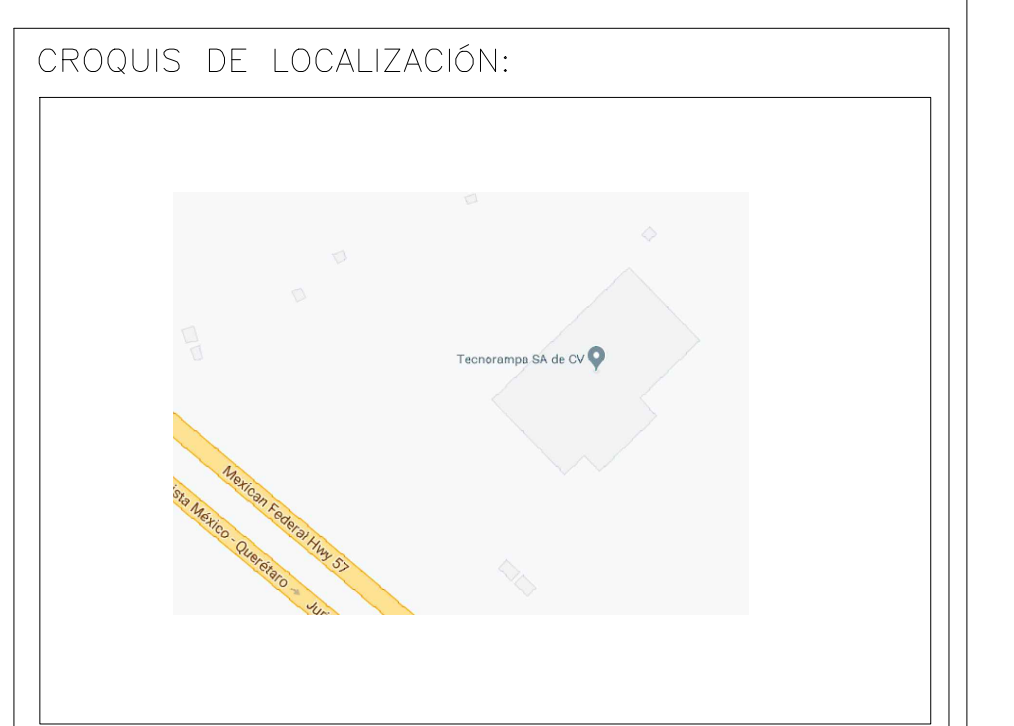 CROQUIS DE LOCALIZACIÓN:
Tecnorampa SA de CV
Mexican Federal Hwy 57
ista México - Querétaro